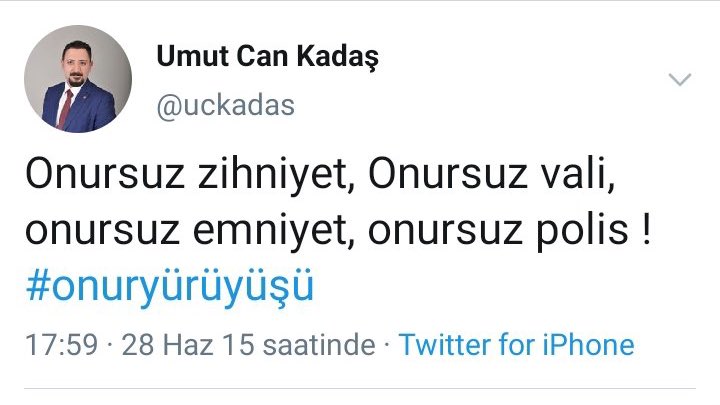 Umut Can Kadaş
@uckadas
Onursuz zihniyet, Onursuz vali,
onursuz emniyet, onursuz polis !
#onuryürüyüşü
17:59 · 28 Haz 15 saatinde · Twitter for iPhone